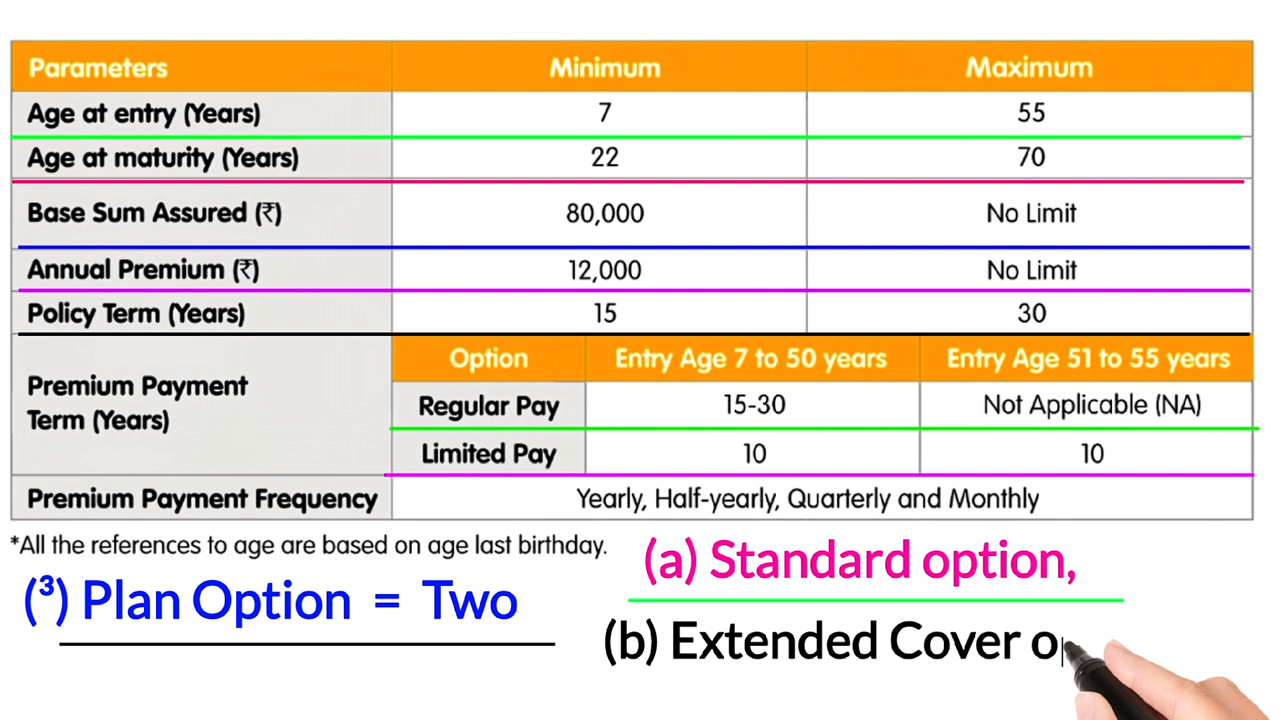 Parameters Minimum Maximum
Age at entry (Years) 7 55
Age at maturity (Years) 22 70
Base Sum Assured (₹) 80,000 No Limit
Annual Premium (₹) 12,000 No Limit
Policy Term (Years) 15 30
Premium Payment Term (Years)
Option Entry Age 7 to 50 years Entry Age 51 to 55 years
Regular Pay 15-30 Not Applicable (NA)
Limited Pay 10 10
Premium Payment Frequency Yearly, Half-yearly, Quarterly and Monthly
*All the references to age are based on age last birthday.
(³) Plan Option = Two
(a) Standard option,
(b) Extended Cover o